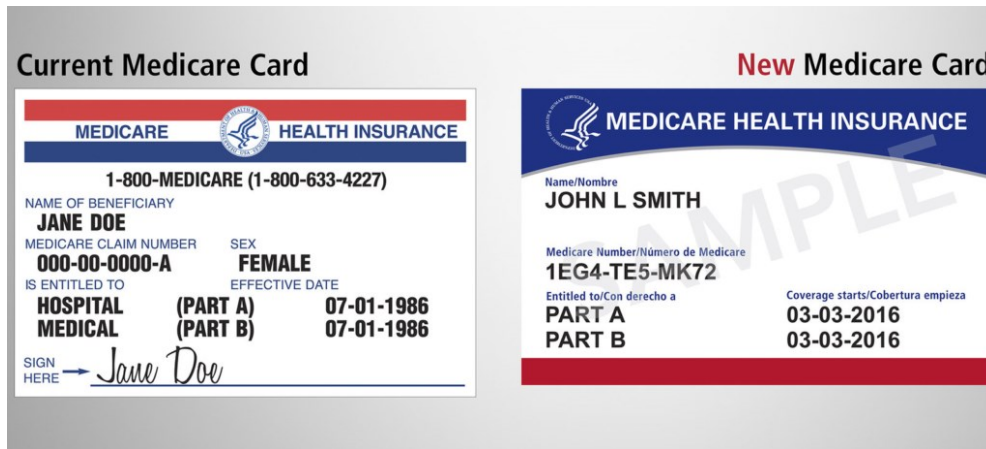 Current Medicare Card
MEDICARE HEALTH INSURANCE
1-800-MEDICARE (1-800-633-4227)
NAME OF BENEFICIARY
JANE DOE
MEDICARE CLAIM NUMBER SEX
000-00-0000-A FEMALE
IS ENTITLED TO EFFECTIVE DATE
HOSPITAL (PART A) 07-01-1986
MEDICAL (PART B) 07-01-1986
SIGN
HERE Jane Doe
New Medicare Card
MEDICARE HEALTH INSURANCE
Name/Nombre
JOHN L SMITH
Medicare Number/Número de Medicare
1EG4-TE5-MK72
Entitled to/Con derecho a Coverage starts/Cobertura empieza
PART A 03-03-2016
PART B 03-03-2016
SAMPLE